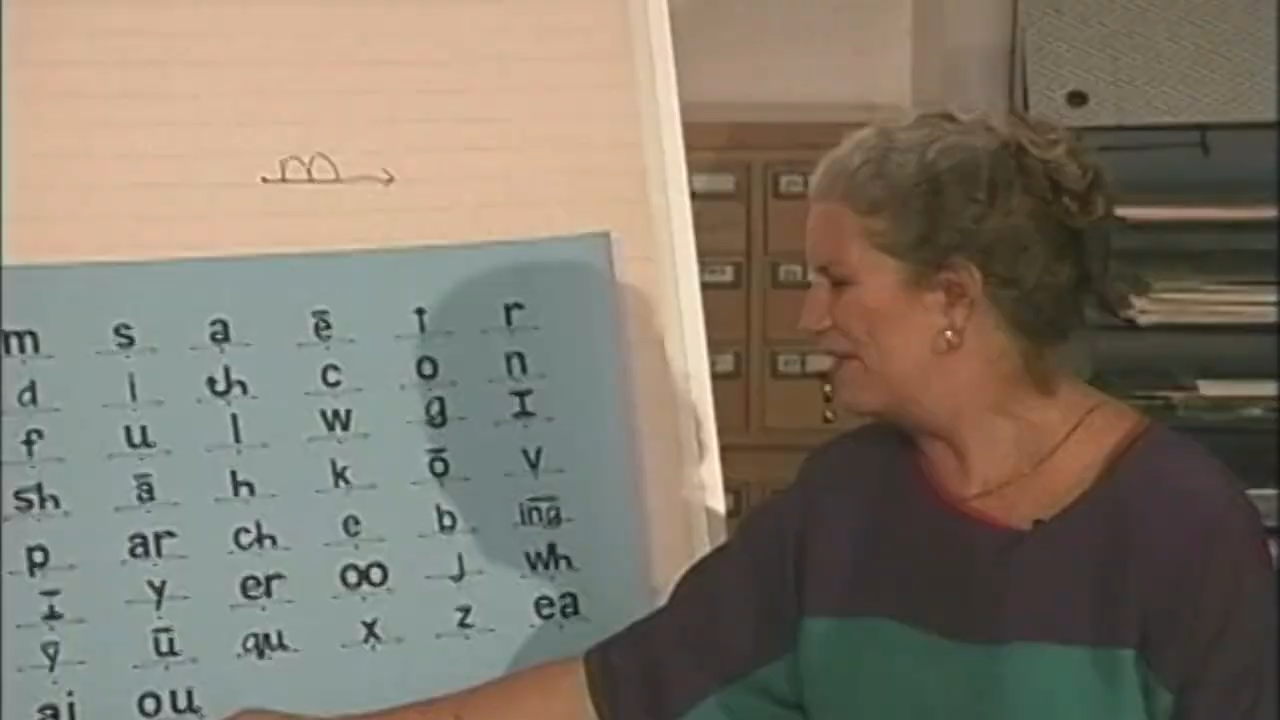 m
m s a ē t r
d i th c o n
f u l w g I
sh ā h k ō v
p ar ch e b ing
ī y er oo j wh
ȳ ū qu x z ea
ai ou